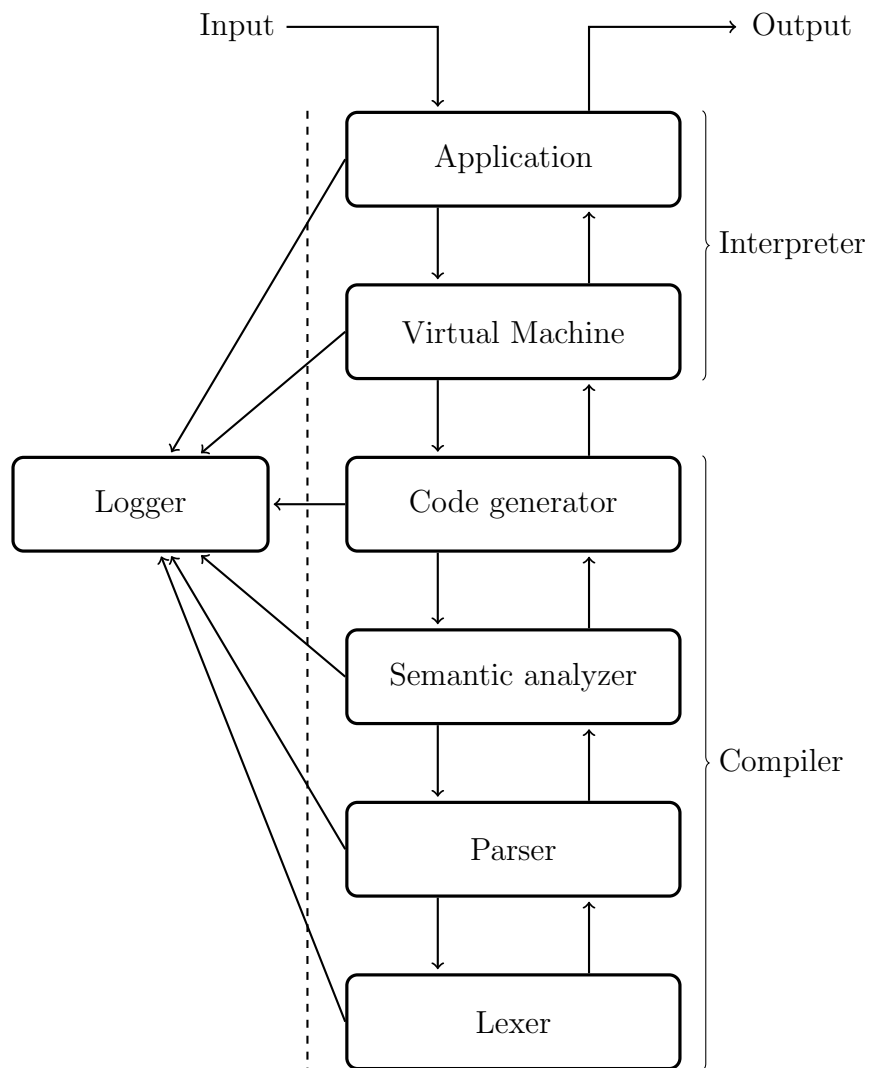 Input
Output
Application
Interpreter
Virtual Machine
Logger
Code generator
Semantic analyzer
Compiler
Parser
Lexer